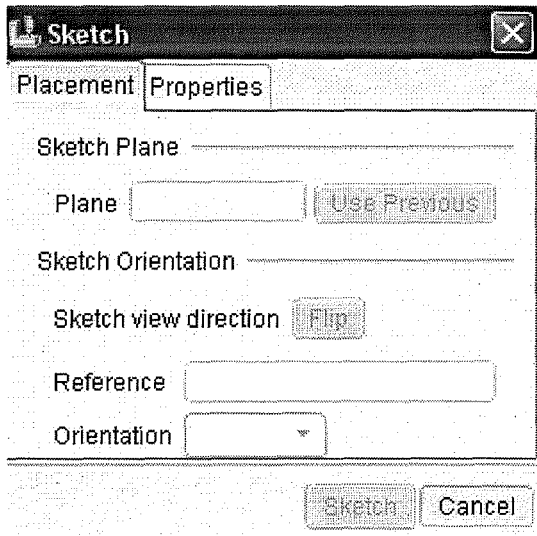 Sketch
Placement Properties
Sketch Plane
Plane Use Previous
Sketch Orientation
Sketch view direction Flip
Reference
Orientation
Sketch Cancel